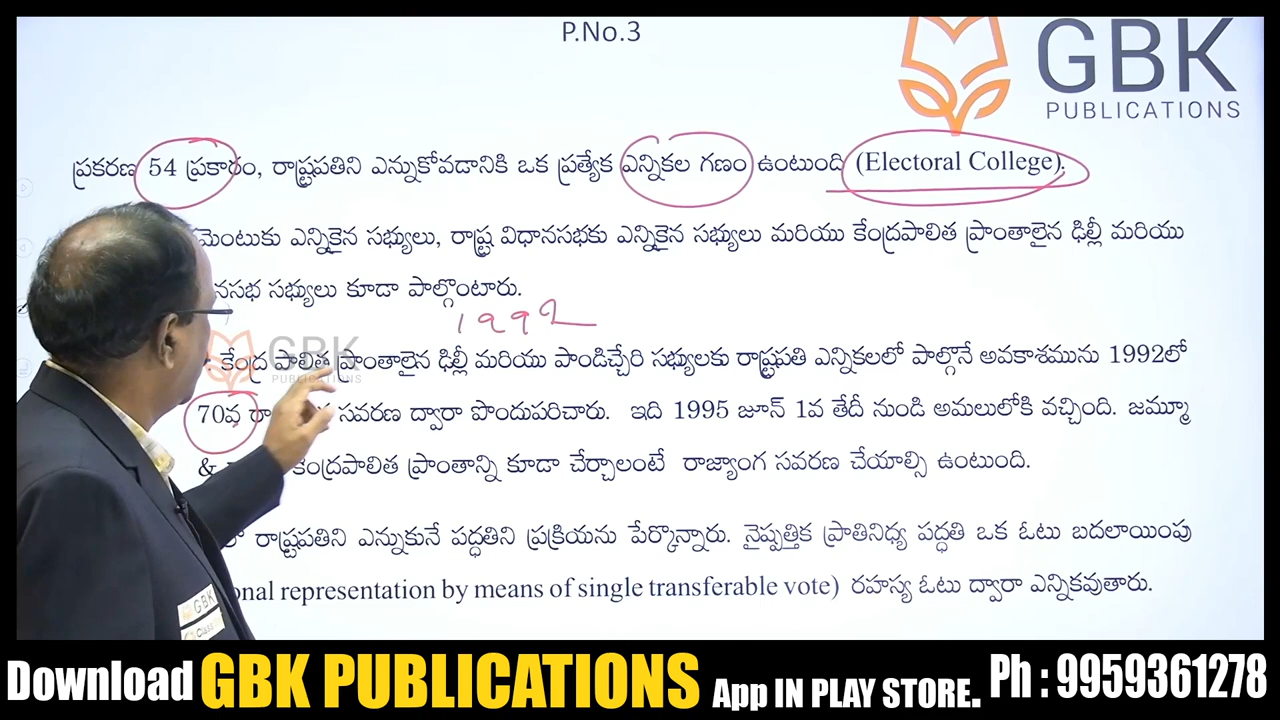 P.No.3
GBK
PUBLICATIONS
ప్రకరణ 54 ప్రకారం, రాష్ట్రపతిని ఎన్నుకోవడానికి ఒక ప్రత్యేక ఎన్నికల గణం ఉంటుంది (Electoral College).
ఎన్నికైన సభ్యులు, రాష్ట్ర విధానసభకు ఎన్నికైన సభ్యులు మరియు కేంద్రపాలిత ప్రాంతాలైన ఢిల్లీ మరియు
సభ్యులు కూడా పాల్గొంటారు.
1992
GBK
PUBLICATIONS
కేంద్ర పాలిత ప్రాంతాలైన ఢిల్లీ మరియు పాండిచ్చేరి సభ్యులకు రాష్ట్రపతి ఎన్నికలలో పాల్గొనే అవకాశమును 1992లో
70వ సవరణ ద్వారా పొందుపరిచారు. ఇది 1995 జూన్ 1వ తేదీ నుండి అమలులోకి వచ్చింది. జమ్మూ
& కేంద్రపాలిత ప్రాంతాన్ని కూడా చేర్చాలంటే రాజ్యాంగ సవరణ చేయాల్సి ఉంటుంది.
రాష్ట్రపతిని ఎన్నుకునే పద్ధతిని ప్రక్రియను పేర్కొన్నారు. నైష్పత్తిక ప్రాతినిధ్య పద్ధతి ఒక ఓటు బదలాయింపు
representation by means of single transferable vote) రహస్య ఓటు ద్వారా ఎన్నికవుతారు.
GBK
Download GBK PUBLICATIONS App IN PLAY STORE. Ph : 9959361278